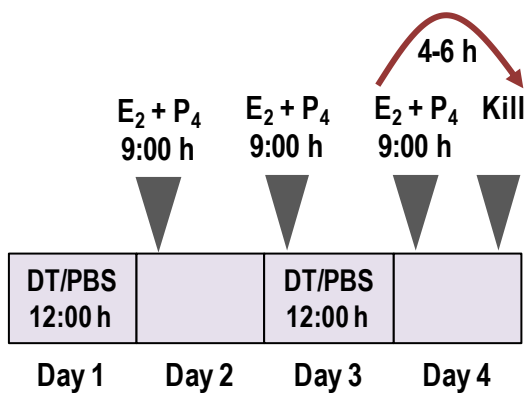 4-6 h
E₂ + P₄
9:00 h
E₂ + P₄
9:00 h
E₂ + P₄
9:00 h
Kill
DT/PBS
12:00 h
DT/PBS
12:00 h
Day 1
Day 2
Day 3
Day 4